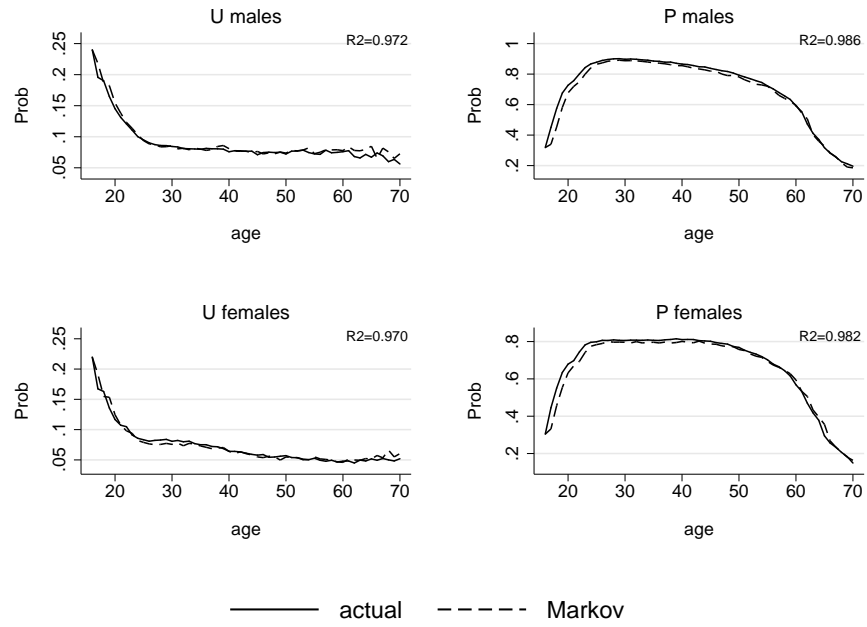 U males
R2=0.972
Prob
.25
.2
.15
.1
.05
20 30 40 50 60 70
age
P males
R2=0.986
Prob
1
.8
.6
.4
.2
20 30 40 50 60 70
age
U females
R2=0.970
Prob
.25
.2
.15
.1
.05
20 30 40 50 60 70
age
P females
R2=0.982
Prob
.8
.6
.4
.2
20 30 40 50 60 70
age
actual Markov